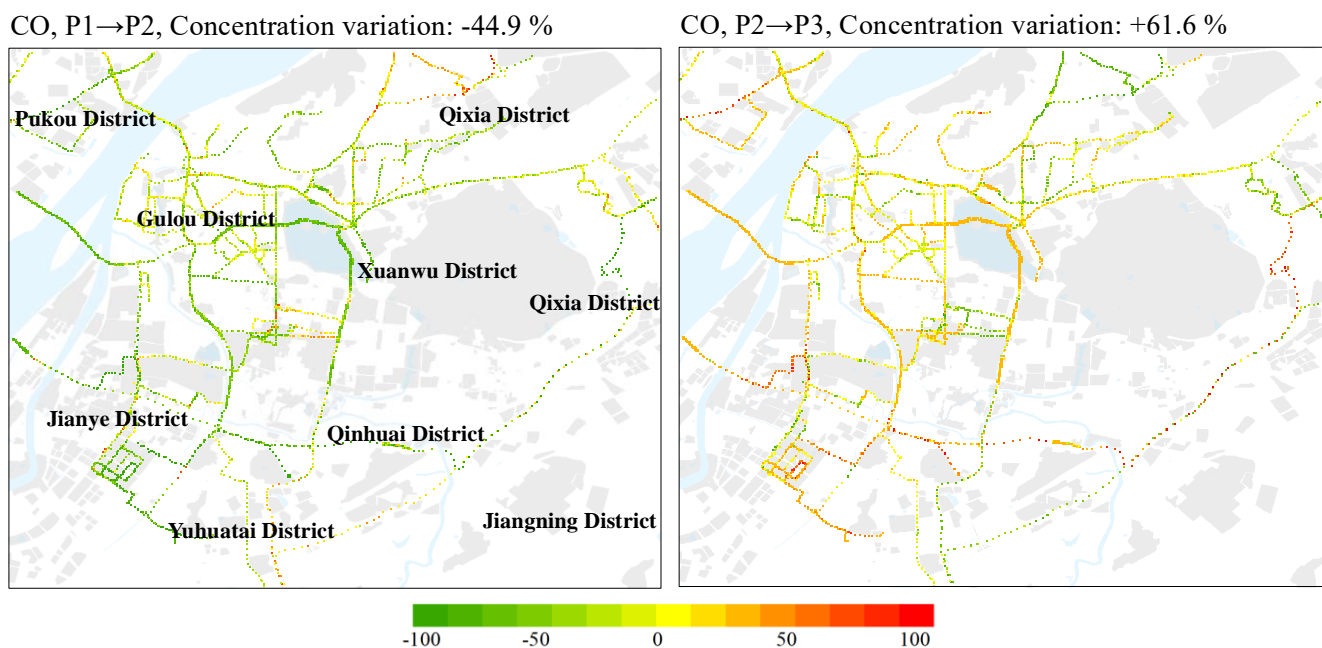 CO, P1→P2, Concentration variation: -44.9 %
CO, P2→P3, Concentration variation: +61.6 %
Pukou District
Qixia District
Gulou District
Xuanwu District
Qixia District
Jianye District
Qinhuai District
Yuhuatai District
Jiangning District
-100 -50 0 50 100